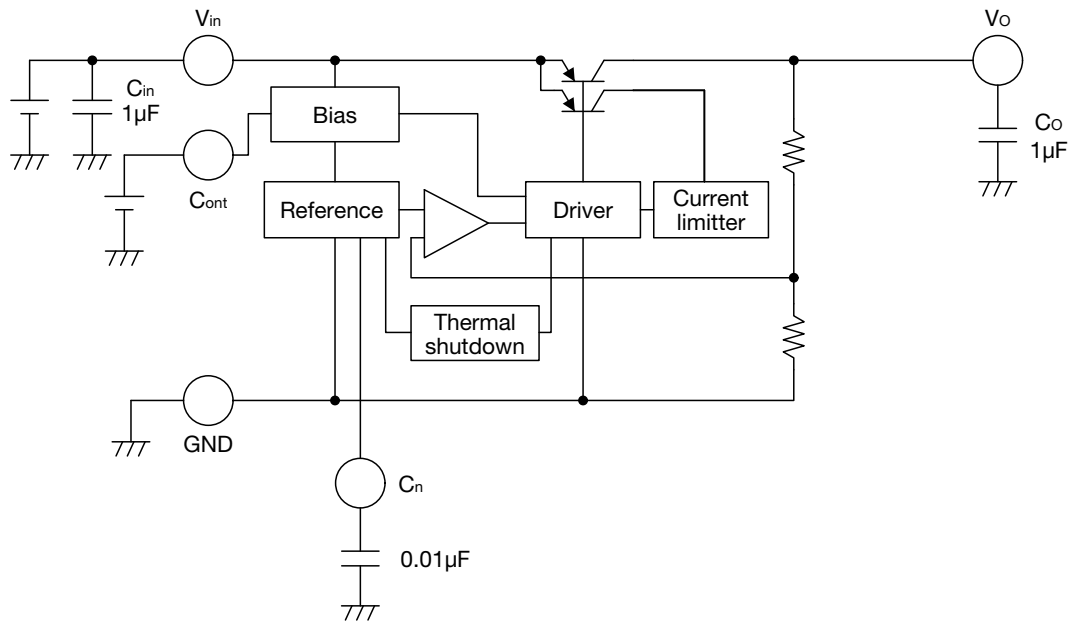 Vin
VO
Cin
1µF
Bias
CO
1µF
Cont
Reference
Driver
Current
limitter
Thermal
shutdown
GND
Cn
0.01µF